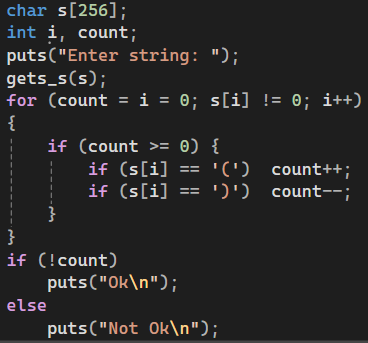 char s[256];
int i, count;
puts("Enter string: ");
gets_s(s);
for (count = i = 0; s[i] != 0; i++)
{
    if (count >= 0) {
        if (s[i] == '(')  count++;
        if (s[i] == ')')  count--;
    }
}
if (!count)
    puts("Ok\n");
else
    puts("Not Ok\n");